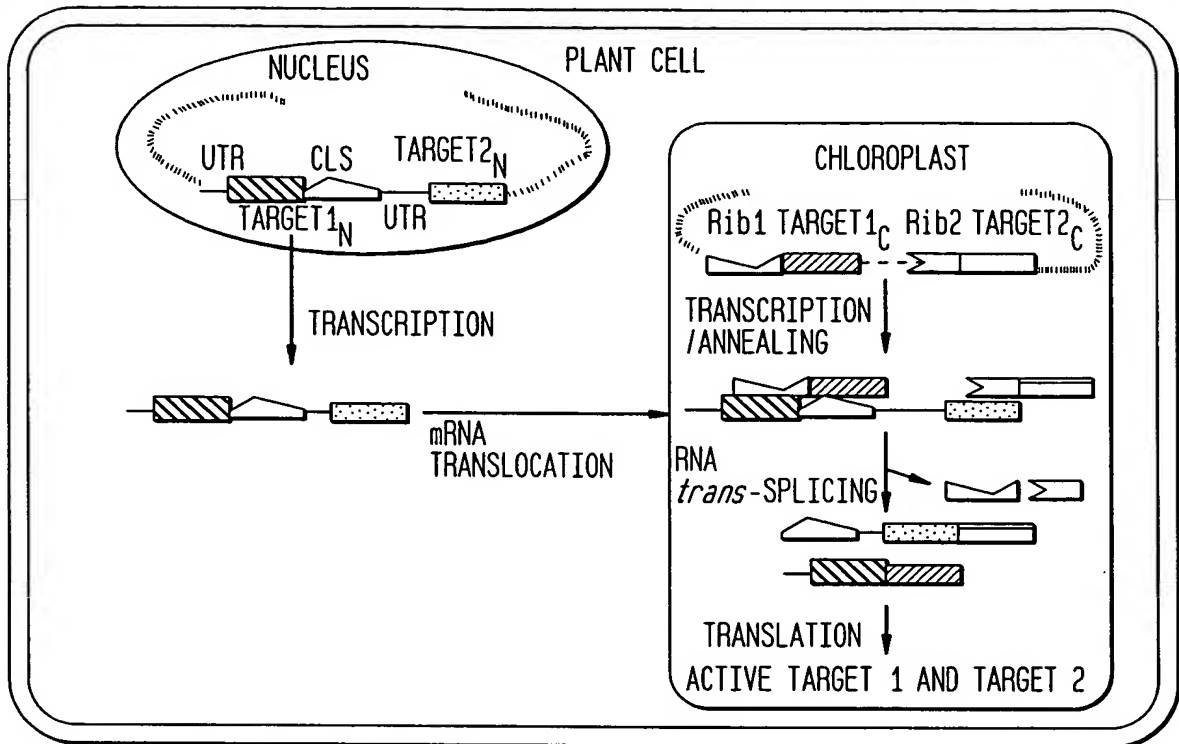 PLANT CELL
NUCLEUS
UTR
CLS
TARGET2N
TARGET1N
UTR
TRANSCRIPTION
mRNA
TRANSLOCATION
CHLOROPLAST
Rib1 TARGET1C Rib2 TARGET2C
TRANSCRIPTION
/ANNEALING
RNA
trans-SPLICING
TRANSLATION
ACTIVE TARGET 1 AND TARGET 2